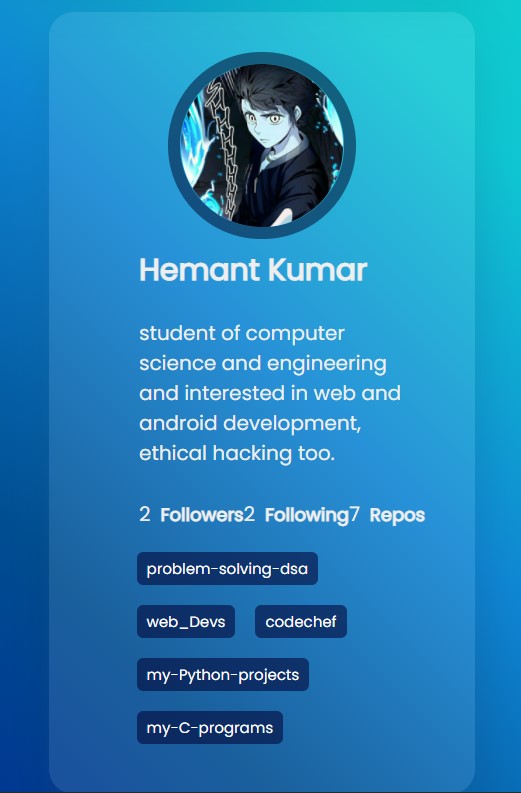 Hemant Kumar
student of computer
science and engineering
and interested in web and
android development,
ethical hacking too.
2 Followers2 Following7 Repos
problem-solving-dsa
web_Devs codechef
my-Python-projects
my-C-programs